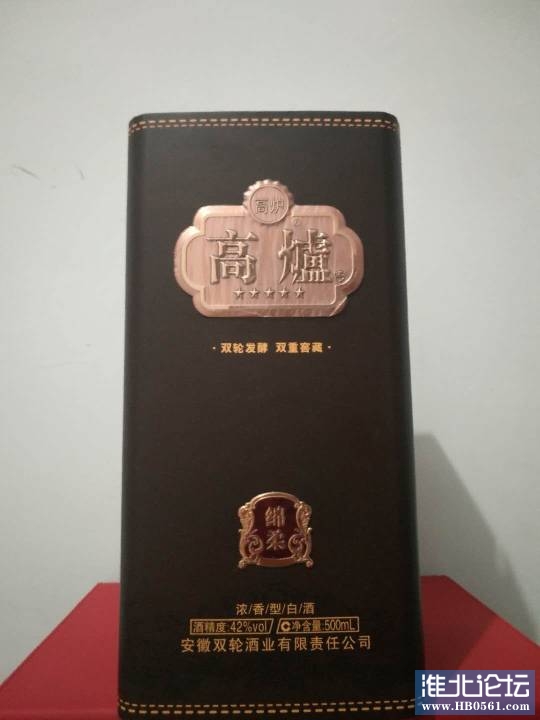 高炉
高爐
★★★★★
·双轮发酵 双重窖藏·
绵柔
浓/香/型/白/酒
酒精度:42%vol C净含量:500mL
安徽双轮酒业有限责任公司
淮北论坛
www.HB0561.com